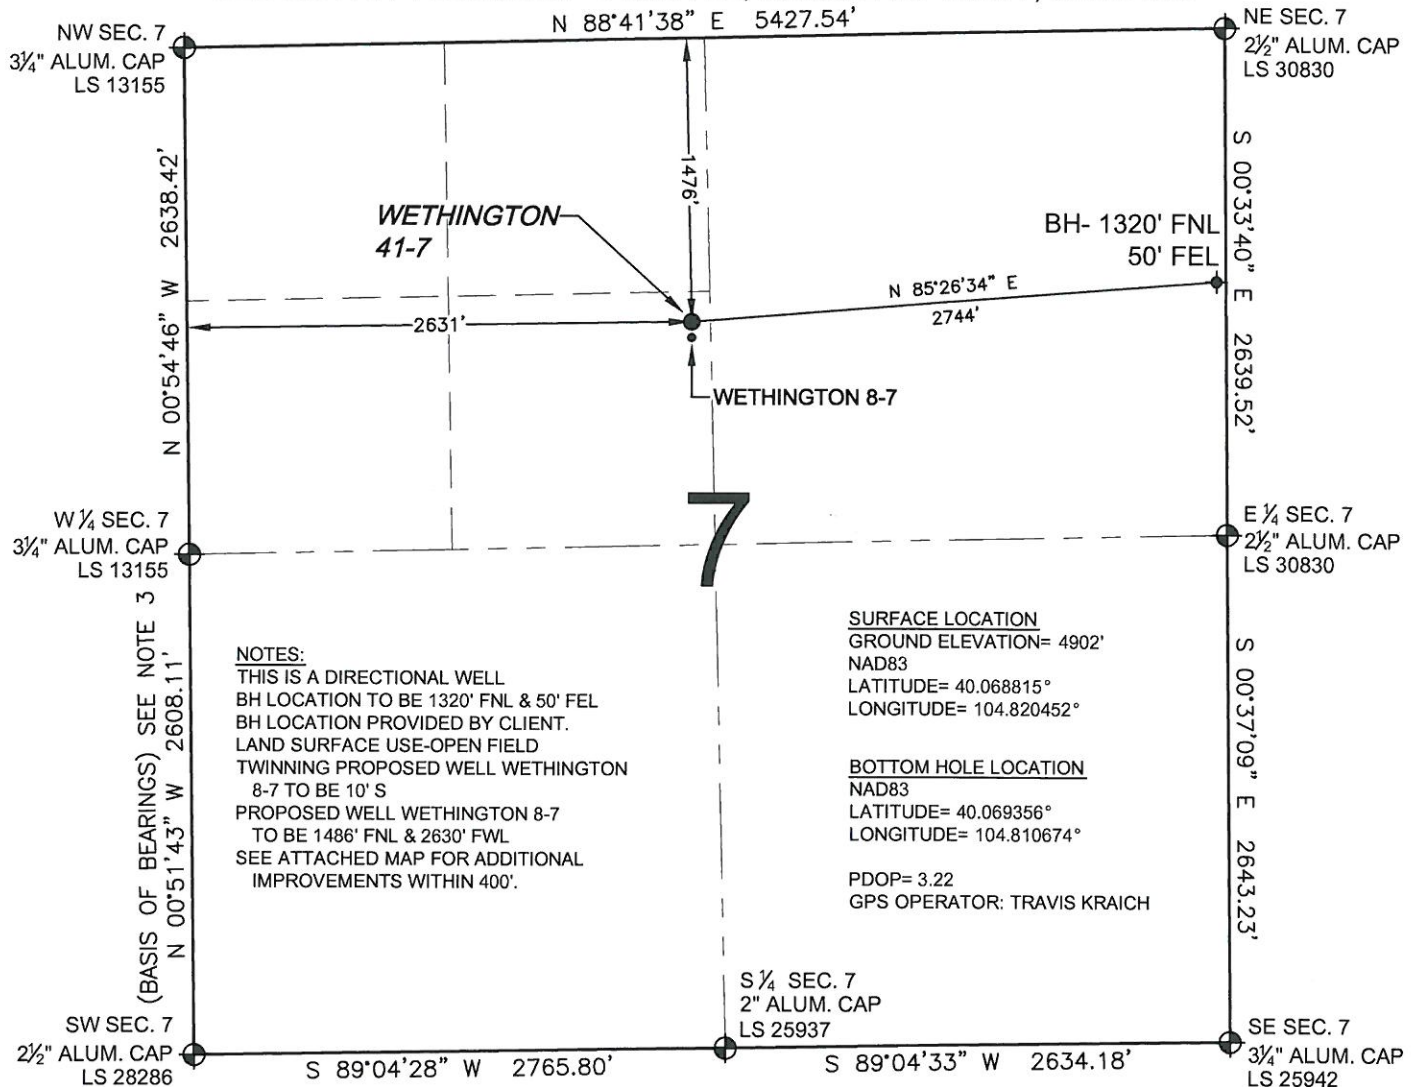 N 88°41'38" E 5427.54'
NW SEC. 7
3¼" ALUM. CAP
LS 13155
NE SEC. 7
2½" ALUM. CAP
LS 30830
N 00°54'46" W 2638.42'
1476'
S 00°33'40" E 2639.52'
WETHINGTON
41-7
BH- 1320' FNL
50' FEL
N 85°26'34" E
2744'
2631'
WETHINGTON 8-7
W ¼ SEC. 7
3¼" ALUM. CAP
LS 13155
7
E ¼ SEC. 7
2½" ALUM. CAP
LS 30830
(BASIS OF BEARINGS) SEE NOTE 3
N 00°51'43" W 2608.11'
NOTES:
THIS IS A DIRECTIONAL WELL
BH LOCATION TO BE 1320' FNL & 50' FEL
BH LOCATION PROVIDED BY CLIENT.
LAND SURFACE USE-OPEN FIELD
TWINNING PROPOSED WELL WETHINGTON
8-7 TO BE 10' S
PROPOSED WELL WETHINGTON 8-7
TO BE 1486' FNL & 2630' FWL
SEE ATTACHED MAP FOR ADDITIONAL
IMPROVEMENTS WITHIN 400'.
SURFACE LOCATION
GROUND ELEVATION= 4902'
NAD83
LATITUDE= 40.068815°
LONGITUDE= 104.820452°
BOTTOM HOLE LOCATION
NAD83
LATITUDE= 40.069356°
LONGITUDE= 104.810674°
PDOP= 3.22
GPS OPERATOR: TRAVIS KRAICH
S 00°37'09" E 2643.23'
SW SEC. 7
2½" ALUM. CAP
LS 28286
S ¼ SEC. 7
2" ALUM. CAP
LS 25937
SE SEC. 7
3¼" ALUM. CAP
LS 25942
S 89°04'28" W 2765.80'
S 89°04'33" W 2634.18'